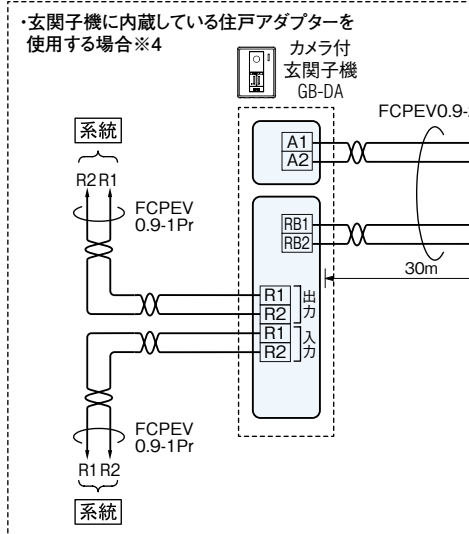 ・玄関子機に内蔵している住戸アダプターを
使用する場合※4
カメラ付
玄関子機
GB-DA
FCPEV0.9-
系統
R2 R1
FCPEV
0.9-1Pr
A1
A2
RB1
RB2
30m
R1
R2
出力
R1
R2
入力
FCPEV
0.9-1Pr
R1 R2
系統